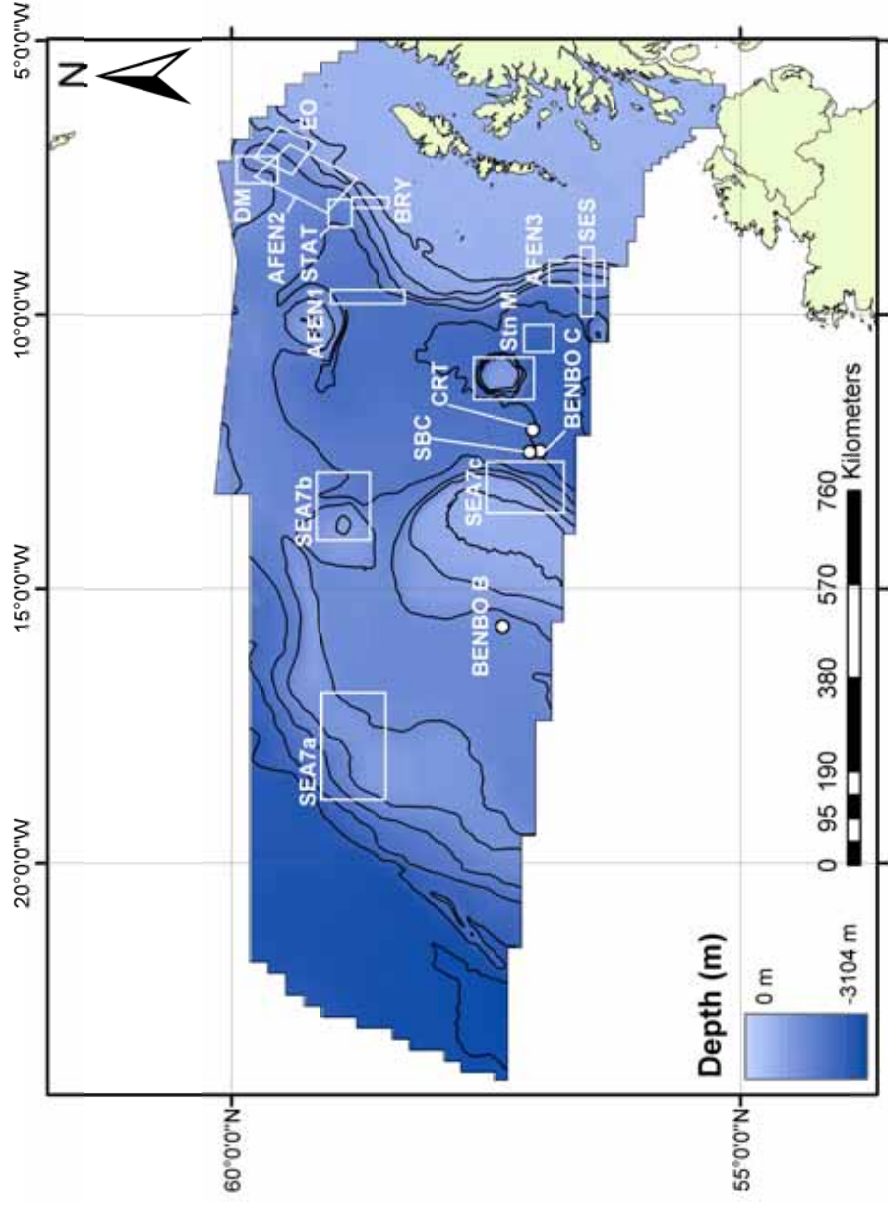 5°0'0"W
10°0'0"W
15°0'0"W
20°0'0"W
60°0'0"N
55°0'0"N
N
DM
EO
AFEN2
STAT
BRY
AFEN1
AFEN3
SES
Stn M
CRT
SBC
BENBO C
SEA7b
SEA7c
BENBO B
SEA7a
Depth (m)
0 m
-3104 m
0 95 190 380 570 760
Kilometers